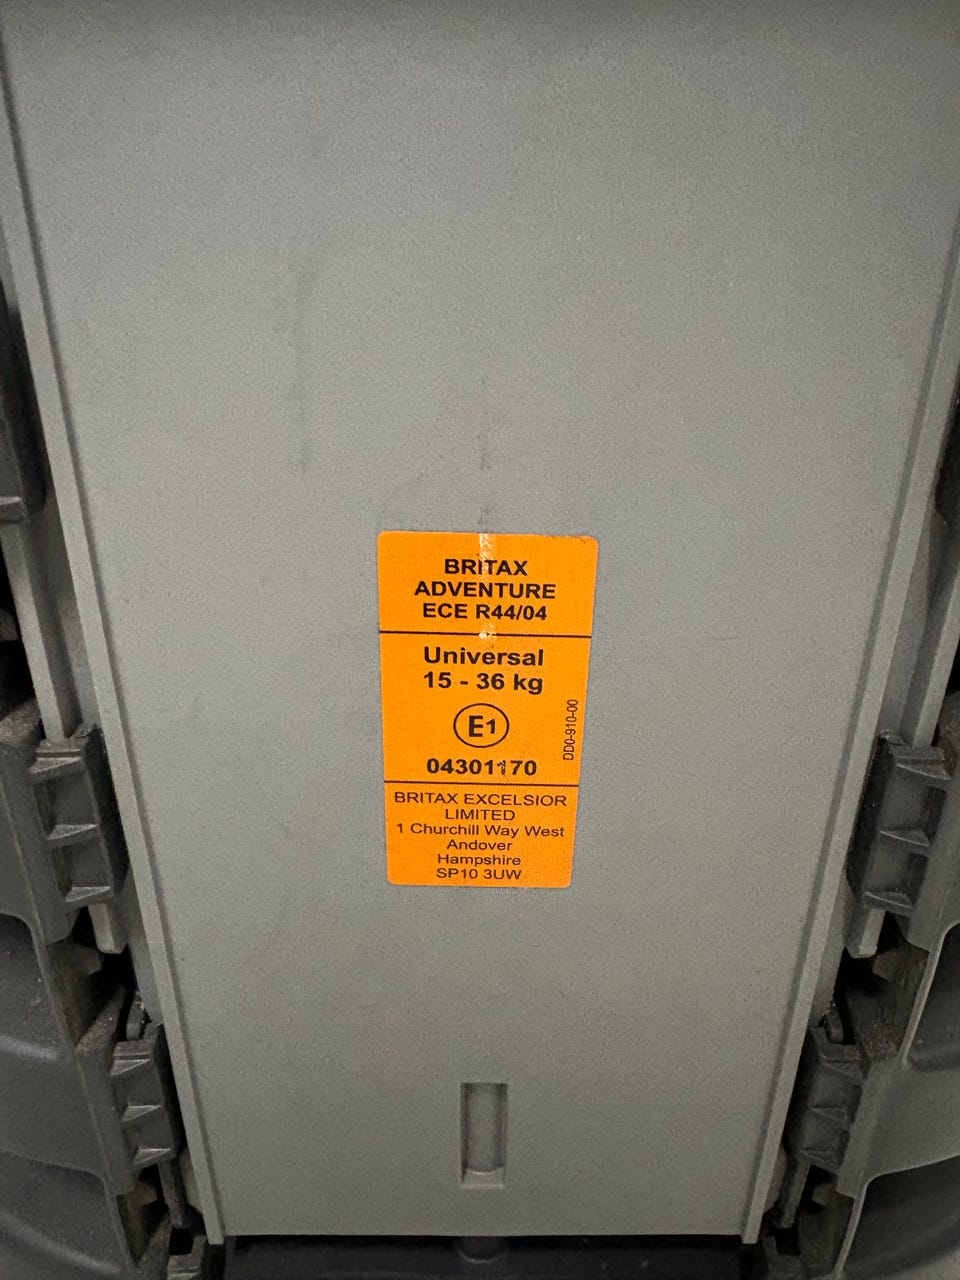 BRITAX
ADVENTURE
ECE R44/04
Universal
15 - 36 kg
E1
04301170
DD0-910-00
BRITAX EXCELSIOR
LIMITED
1 Churchill Way West
Andover
Hampshire
SP10 3UW